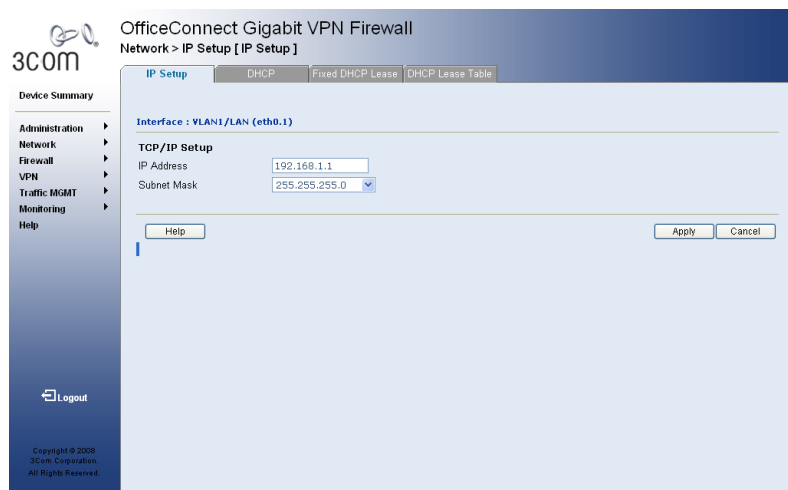 3COM
OfficeConnect Gigabit VPN Firewall
Network > IP Setup [ IP Setup ]
IP Setup
DHCP
Fixed DHCP Lease
DHCP Lease Table
Device Summary
Administration
Network
Firewall
VPN
Traffic MGMT
Monitoring
Help
Interface : VLAN1/LAN (eth0.1)
TCP/IP Setup
IP Address 192.168.1.1
Subnet Mask 255.255.255.0
Help
Apply
Cancel
Logout
Copyright © 2008
3Com Corporation.
All Rights Reserved.